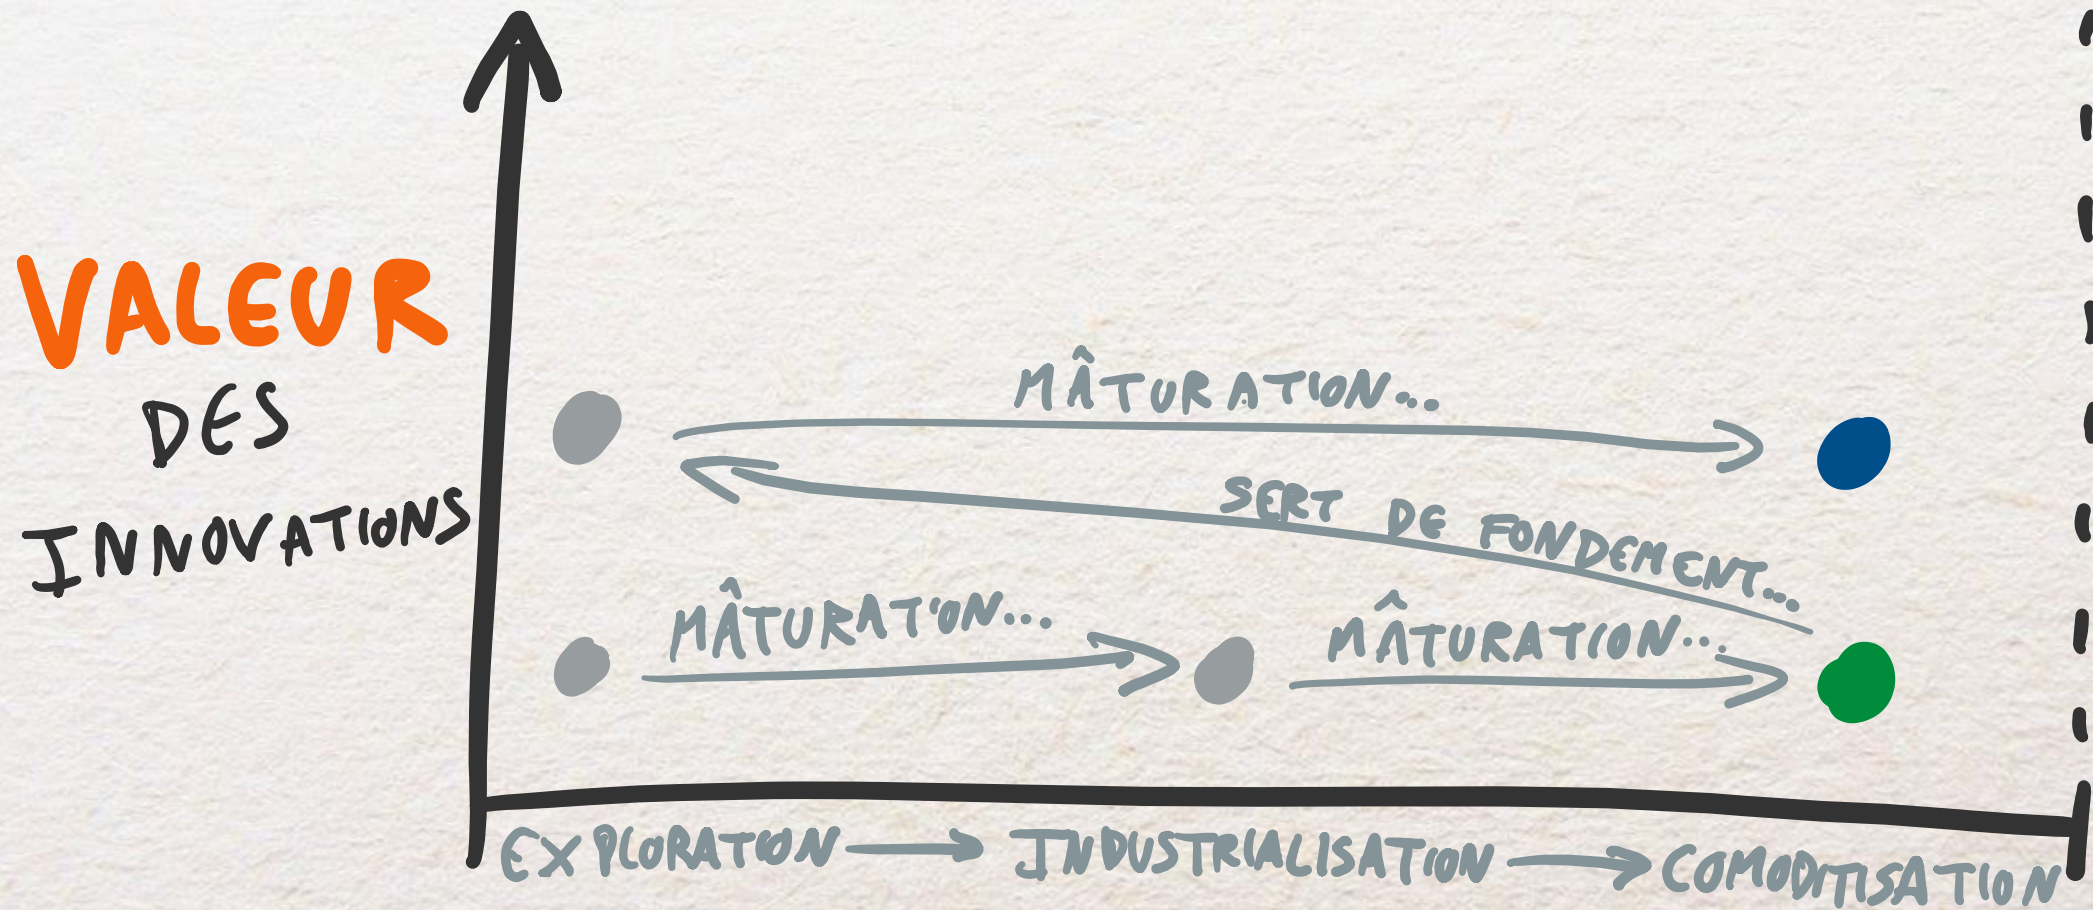 VALEUR
DES
INNOVATIONS
MÂTURATION...
SERT DE FONDEMENT...
MÂTURATION...
MÂTURATION...
EXPLORATION → INDUSTRIALISATION → COMODITISATION